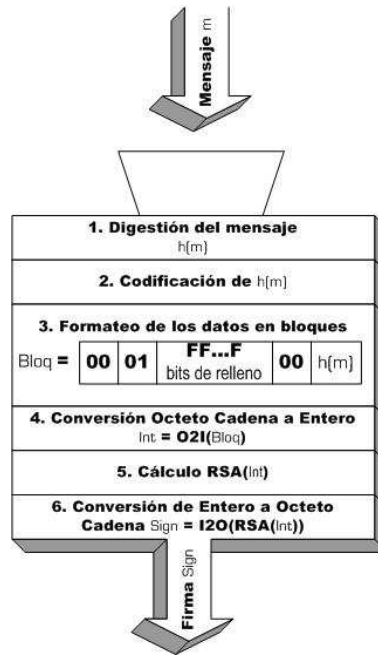 Mensaje m
1. Digestión del mensaje
h{m}
2. Codificación de h{m}
3. Formateo de los datos en bloques
Bloq = 00 01 FF...F 00 h{m}
bits de relleno
4. Conversión Octeto Cadena a Entero
Int = O2I(Bloq)
5. Cálculo RSA(Int)
6. Conversión de Entero a Octeto
Cadena Sign = I2O(RSA(Int))
Firma Sign